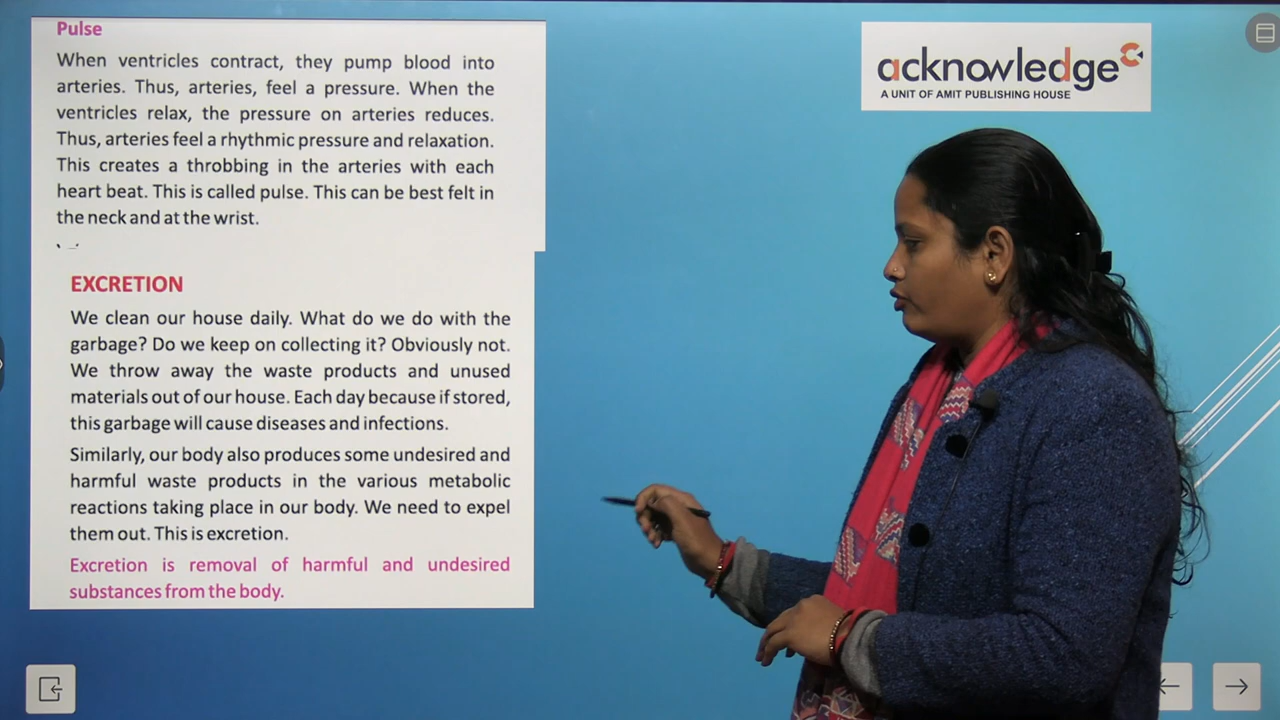 Pulse
When ventricles contract, they pump blood into
arteries. Thus, arteries, feel a pressure. When the
ventricles relax, the pressure on arteries reduces.
Thus, arteries feel a rhythmic pressure and relaxation.
This creates a throbbing in the arteries with each
heart beat. This is called pulse. This can be best felt in
the neck and at the wrist.
EXCRETION
We clean our house daily. What do we do with the
garbage? Do we keep on collecting it? Obviously not.
We throw away the waste products and unused
materials out of our house. Each day because if stored,
this garbage will cause diseases and infections.
Similarly, our body also produces some undesired and
harmful waste products in the various metabolic
reactions taking place in our body. We need to expel
them out. This is excretion.
Excretion is removal of harmful and undesired
substances from the body.
acknowledge
A UNIT OF AMIT PUBLISHING HOUSE